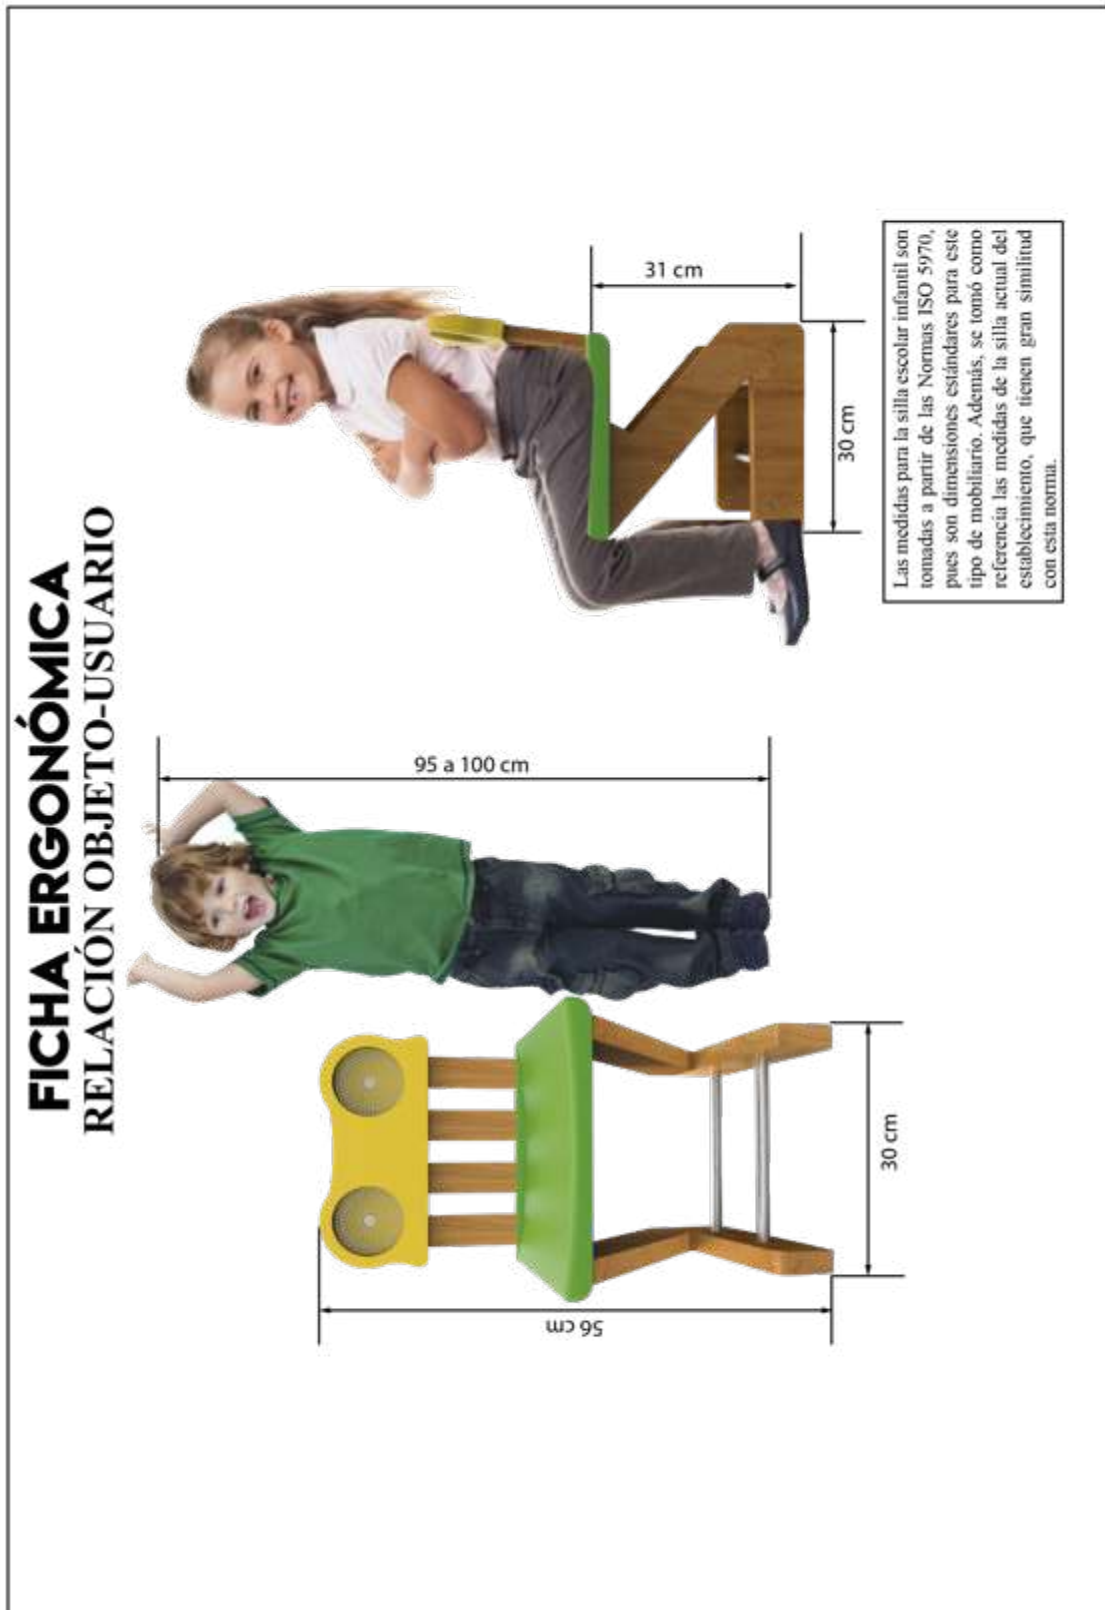 FICHA ERGONÓMICA
RELACIÓN OBJETO-USUARIO
56 cm
30 cm
95 a 100 cm
31 cm
30 cm
Las medidas para la silla escolar infantil son
tomadas a partir de las Normas ISO 5970,
pues son dimensiones estándares para este
tipo de mobiliario. Además, se tomó como
referencia las medidas de la silla actual del
establecimiento, que tienen gran similitud
con esta norma.